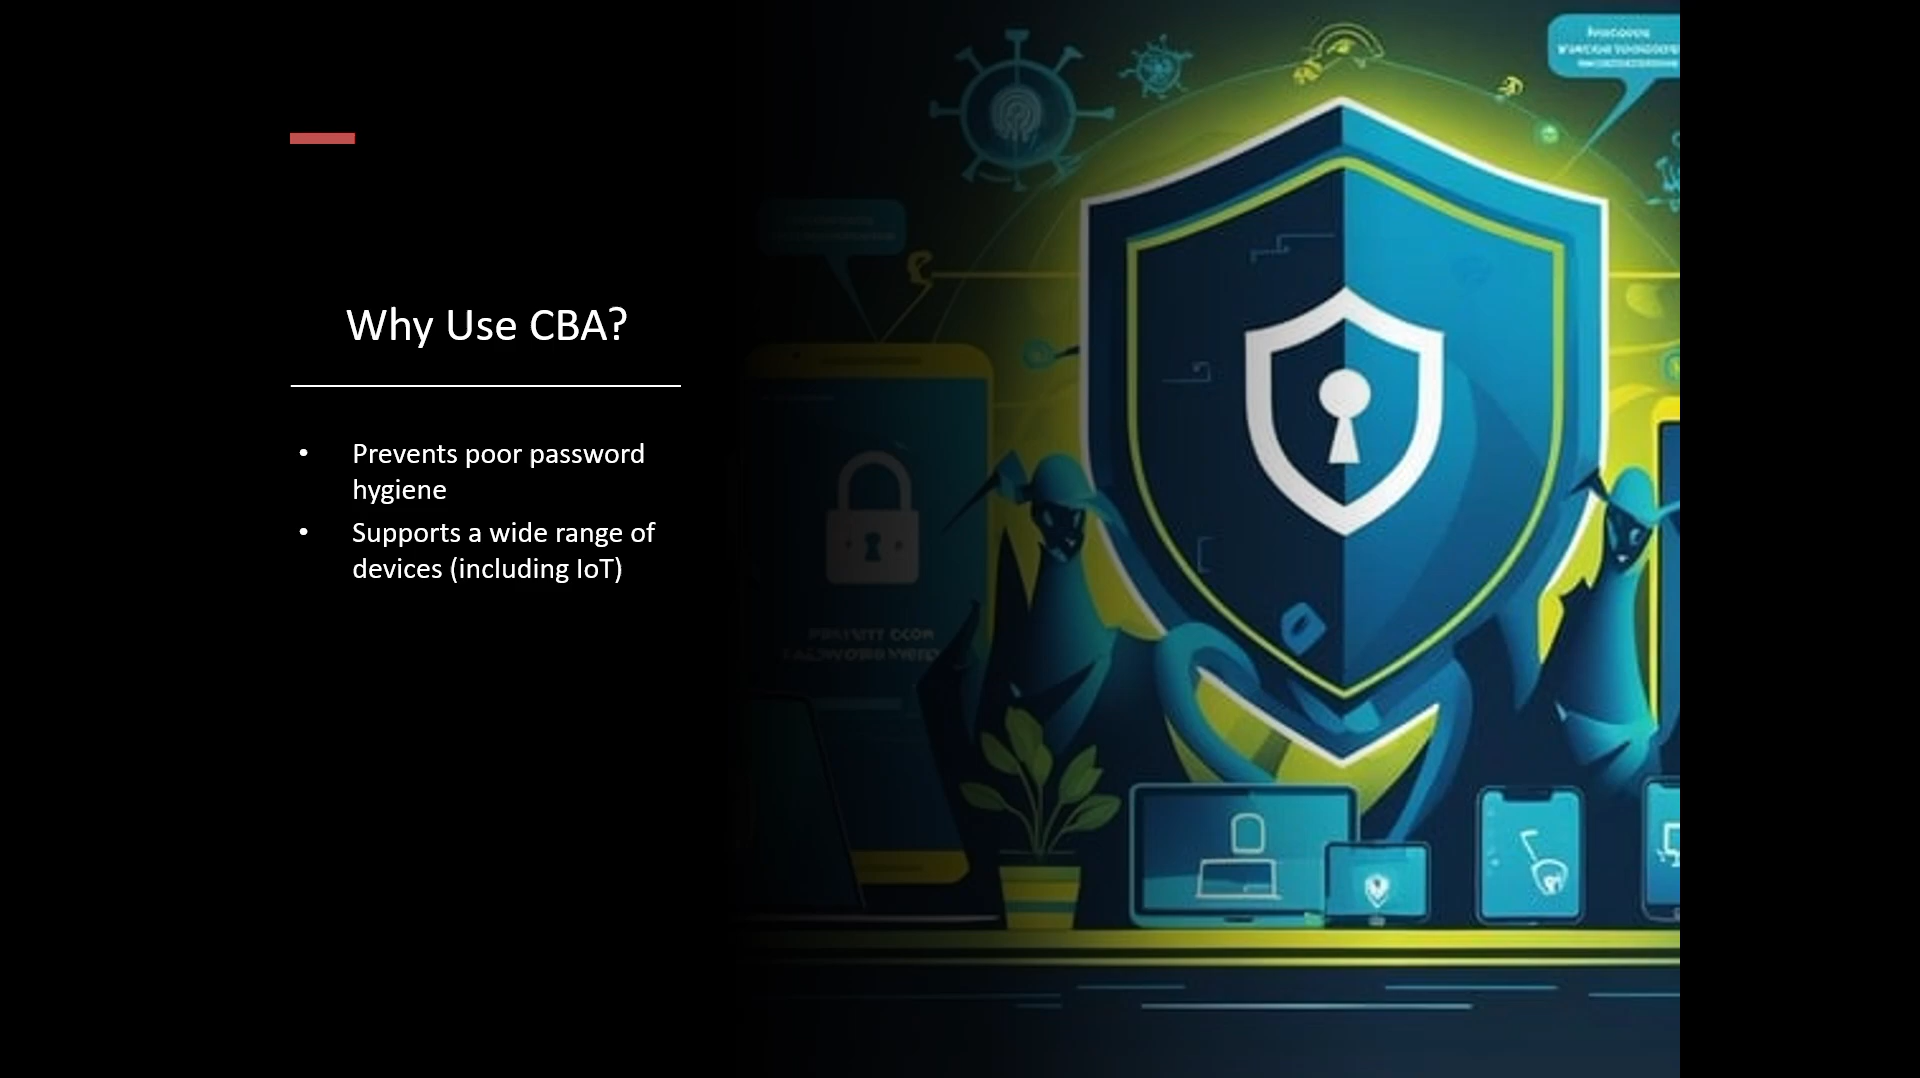 Why Use CBA?
• Prevents poor password
hygiene
• Supports a wide range of
devices (including IoT)